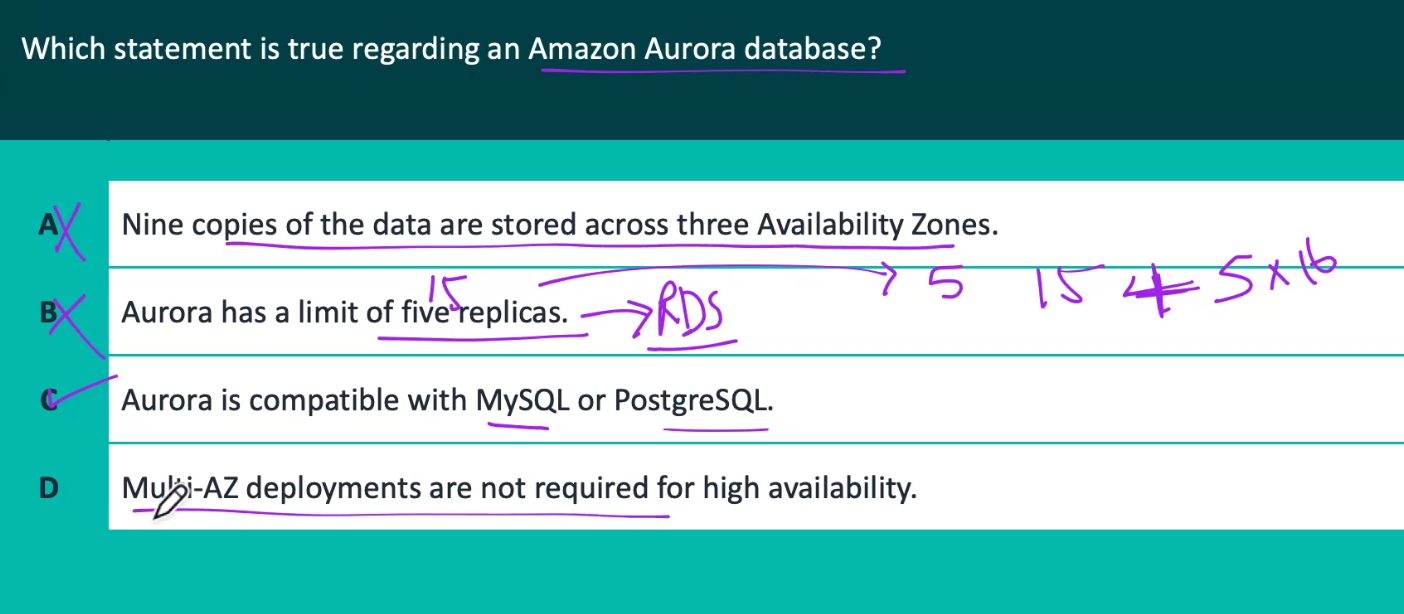 Which statement is true regarding an Amazon Aurora database?
A Nine copies of the data are stored across three Availability Zones.
15 5 15 4 5 x 16
B Aurora has a limit of five replicas. RDS
C Aurora is compatible with MySQL or PostgreSQL.
D Multi-AZ deployments are not required for high availability.